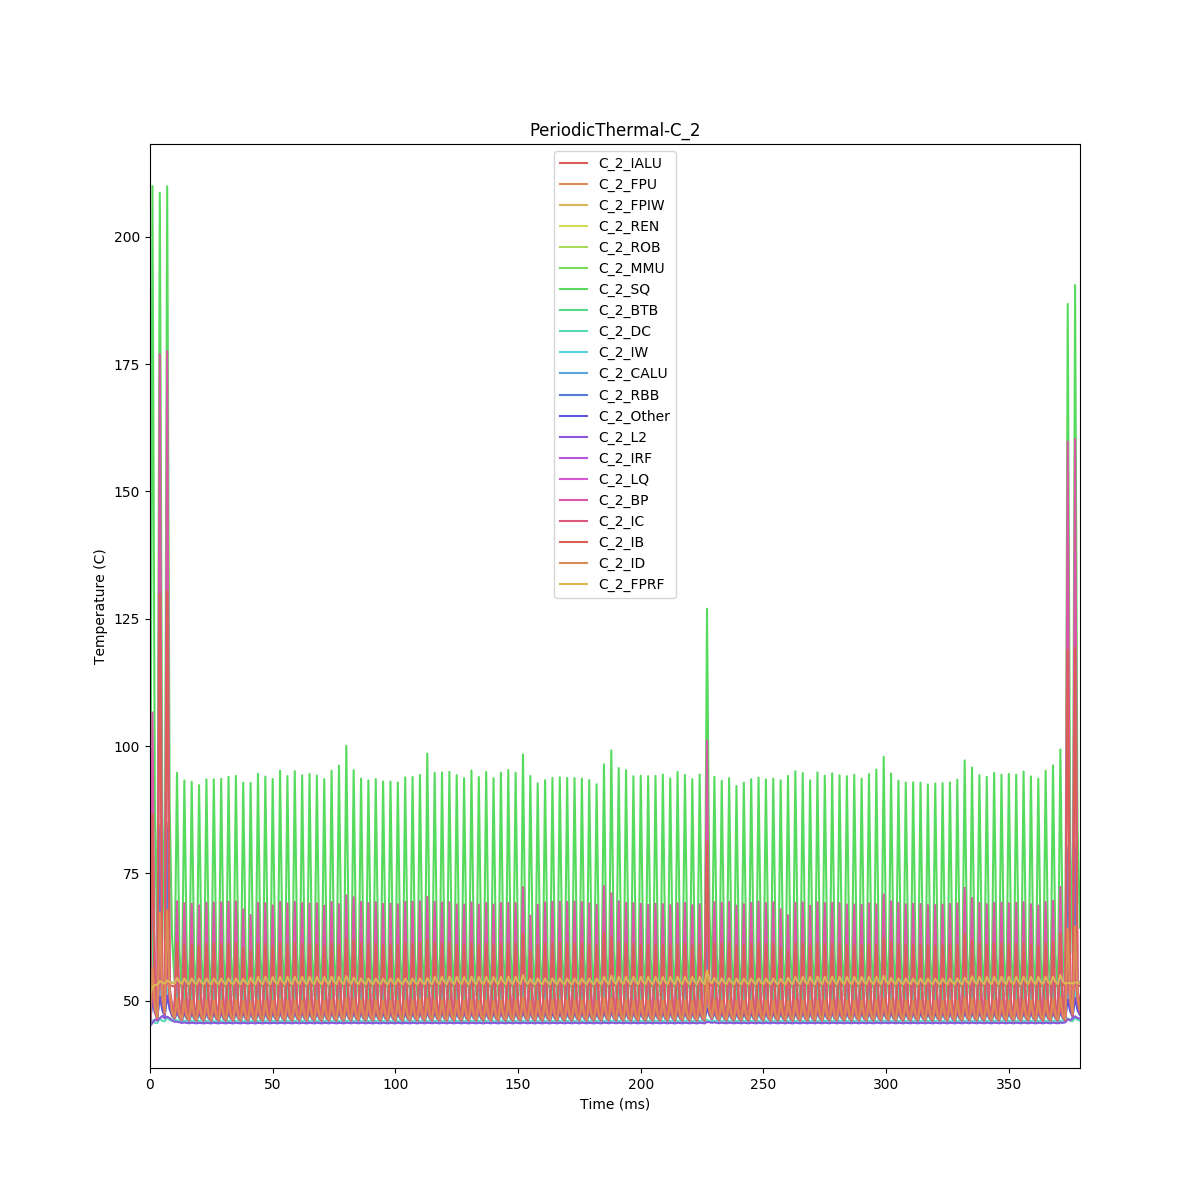 PeriodicThermal-C_2
C_2_IALU
C_2_FPU
C_2_FPIW
C_2_REN
C_2_ROB
C_2_MMU
C_2_SQ
C_2_BTB
C_2_DC
C_2_IW
C_2_CALU
C_2_RBB
C_2_Other
C_2_L2
C_2_IRF
C_2_LQ
C_2_BP
C_2_IC
C_2_IB
C_2_ID
C_2_FPRF
200
175
150
125
100
75
50
Temperature (C)
0 50 100 150 200 250 300 350
Time (ms)